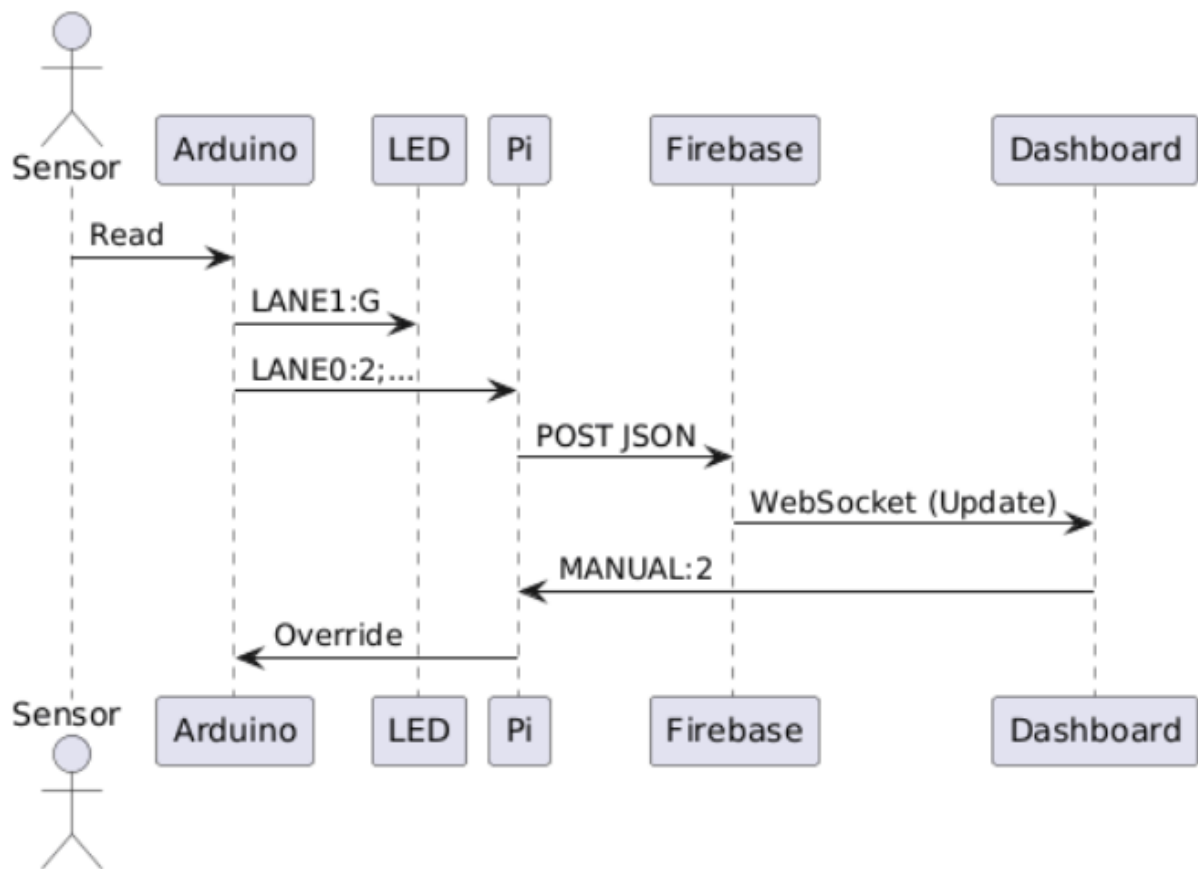 Sensor
Arduino
LED
Pi
Firebase
Dashboard
Read
LANE1:G
LANE0:2;...
POST JSON
WebSocket (Update)
MANUAL:2
Override
Sensor
Arduino
LED
Pi
Firebase
Dashboard